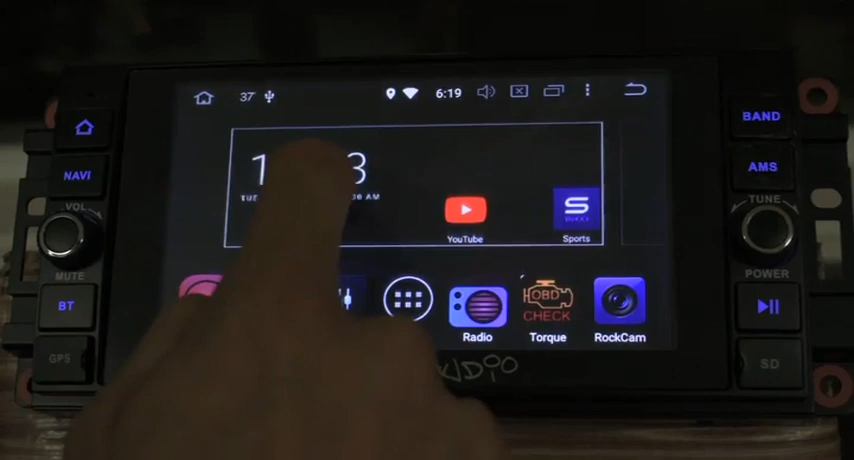 37°
6:19
BAND
NAVI
AMS
VOL
TUNE
YouTube
Sports
MUTE
POWER
BT
OBD
CHECK
Radio
Torque
RockCam
GPS
SD